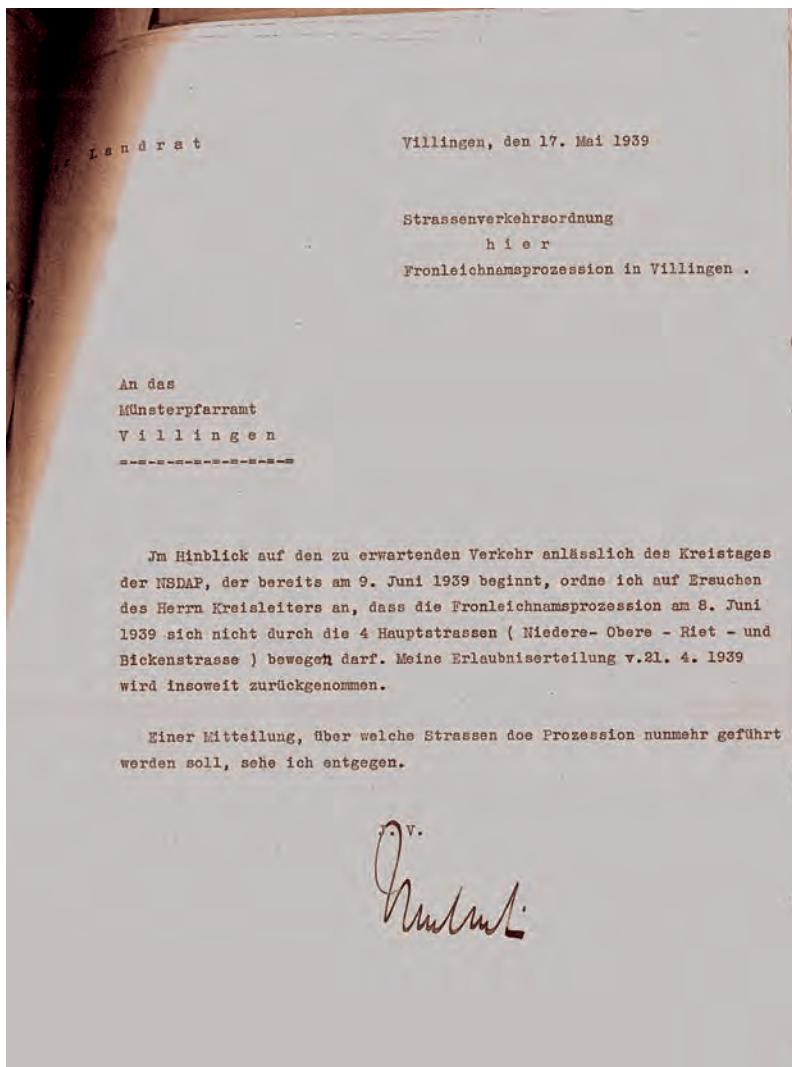 Landrat
Villingen, den 17. Mai 1939
Strassenverkehrsordnung
h i e r
Fronleichnamsprozession in Villingen .
An das
Münsterpfarramt
V i l l i n g e n
=-=-=-=-=-=-=-=-=-=-=
Jm Hinblick auf den zu erwartenden Verkehr anlässlich des Kreistages
der NSDAP, der bereits am 9. Juni 1939 beginnt, ordne ich auf Ersuchen
des Herrn Kreisleiters an, dass die Fronleichnamsprozession am 8. Juni
1939 sich nicht durch die 4 Hauptstrassen ( Niedere- Obere - Riet - und
Bickenstrasse ) bewegen darf. Meine Erlaubniserteilung v.21. 4. 1939
wird insoweit zurückgenommen.
Einer Mitteilung, über welche Strassen doe Prozession nunmehr geführt
werden soll, sehe ich entgegen.
J. V.